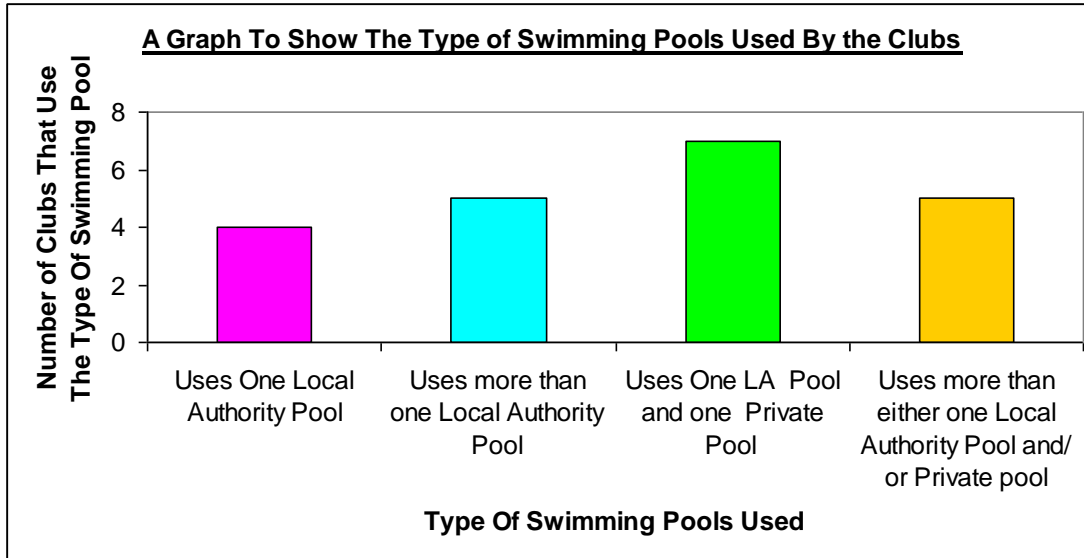 A Graph To Show The Type of Swimming Pools Used By the Clubs
Number of Clubs That Use
The Type Of Swimming Pool
8
6
4
2
0
Uses One Local
Authority Pool
Uses more than
one Local Authority
Pool
Uses One LA Pool
and one Private
Pool
Uses more than
either one Local
Authority Pool and/
or Private pool
Type Of Swimming Pools Used